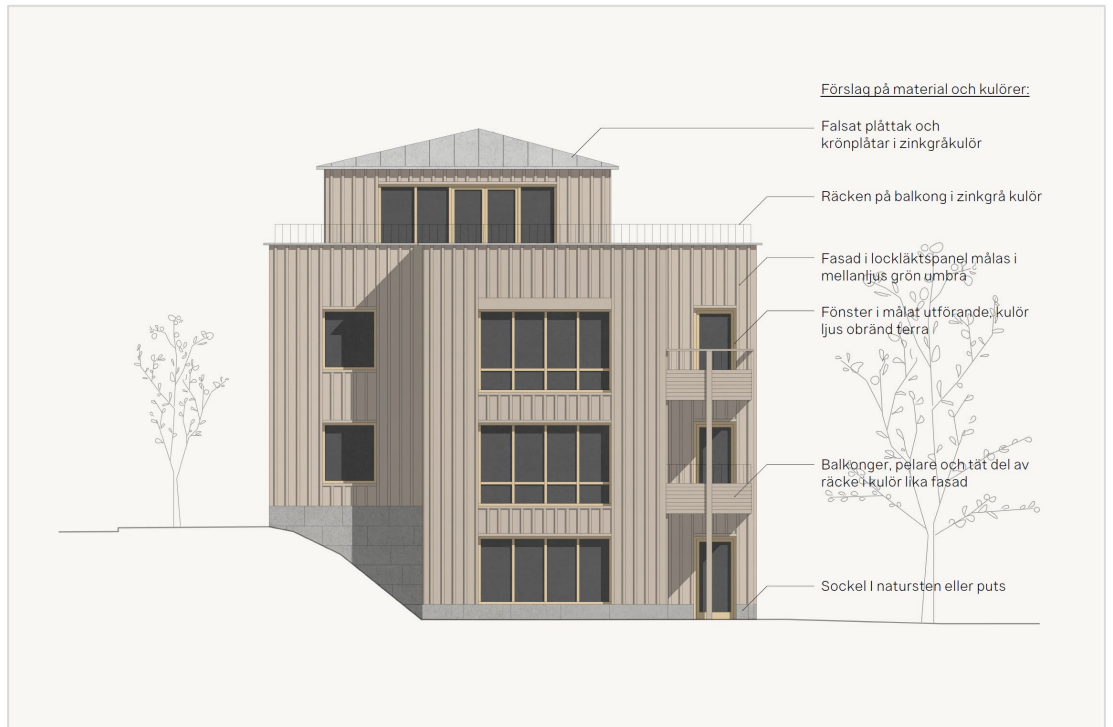 Förslag på material och kulörer:
Falsat plåttak och
krönplåtar i zinkgråkulör
Räcken på balkong i zinkgrå kulör
Fasad i lockläktspanel målas i
mellanljus grön umbra
Fönster i målat utförande, kulör
ljus obränd terra
Balkonger, pelare och tät del av
räcke i kulör lika fasad
Sockel I natursten eller puts